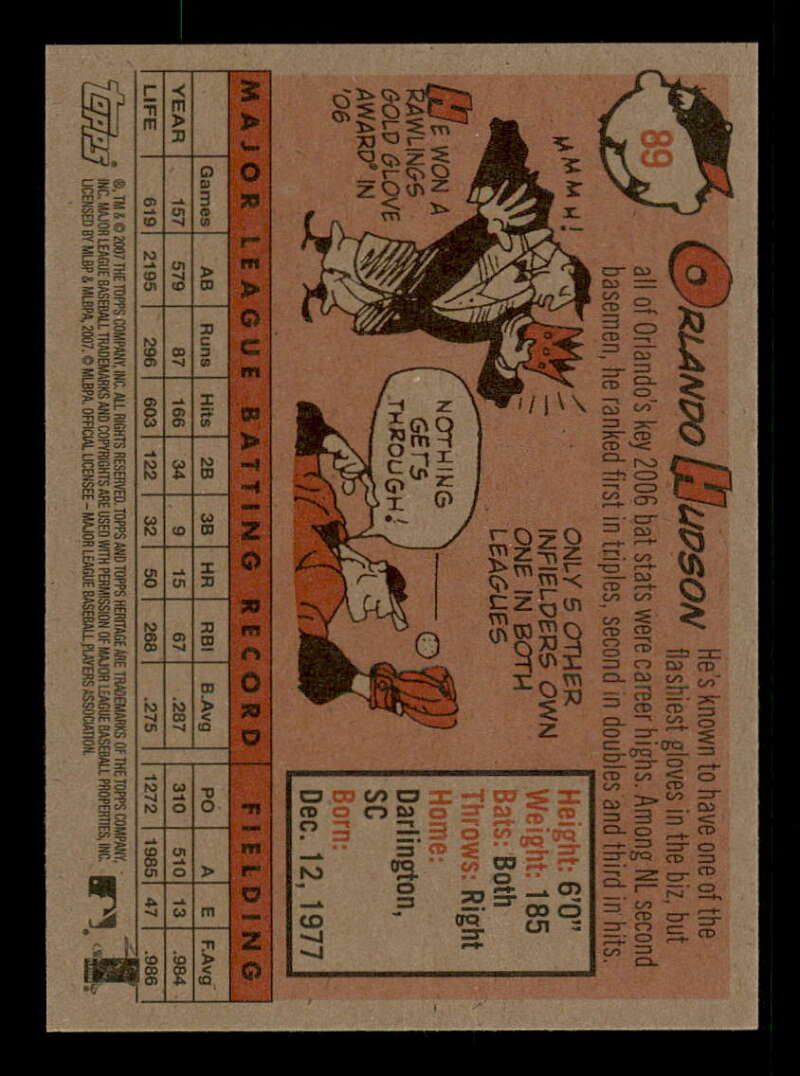 89
ORLANDO HUDSON
He's known to have one of the
flashiest gloves in the biz, but
all of Orlando's key 2006 bat stats were career highs. Among NL second
basemen, he ranked first in triples, second in doubles and third in hits.
MMMH!
HE WON A
RAWLINGS
GOLD GLOVE
AWARD® IN
'06
NOTHING
GETS
THROUGH!
ONLY 5 OTHER
INFIELDERS OWN
ONE IN BOTH
LEAGUES
Height: 6'0"
Weight: 185
Bats: Both
Throws: Right
Home:
Darlington,
SC
Born:
Dec. 12, 1977
MAJOR LEAGUE BATTING RECORD FIELDING
Games AB Runs Hits 2B 3B HR RBI B.Avg PO A E F.Avg
YEAR 157 579 87 166 34 9 15 67 .287 310 510 13 .984
LIFE 619 2195 296 603 122 32 50 268 .275 1272 1985 47 .986
topps®
®, TM & © 2007 THE TOPPS COMPANY, INC. ALL RIGHTS RESERVED. TOPPS AND TOPPS HERITAGE ARE TRADEMARKS OF THE TOPPS COMPANY,
INC. MAJOR LEAGUE BASEBALL TRADEMARKS AND COPYRIGHTS ARE USED WITH PERMISSION OF MAJOR LEAGUE BASEBALL PROPERTIES, INC.
LICENSED BY MLBP & MLBPA, 2007. © MLBPA. OFFICIAL LICENSEE – MAJOR LEAGUE BASEBALL PLAYERS ASSOCIATION.